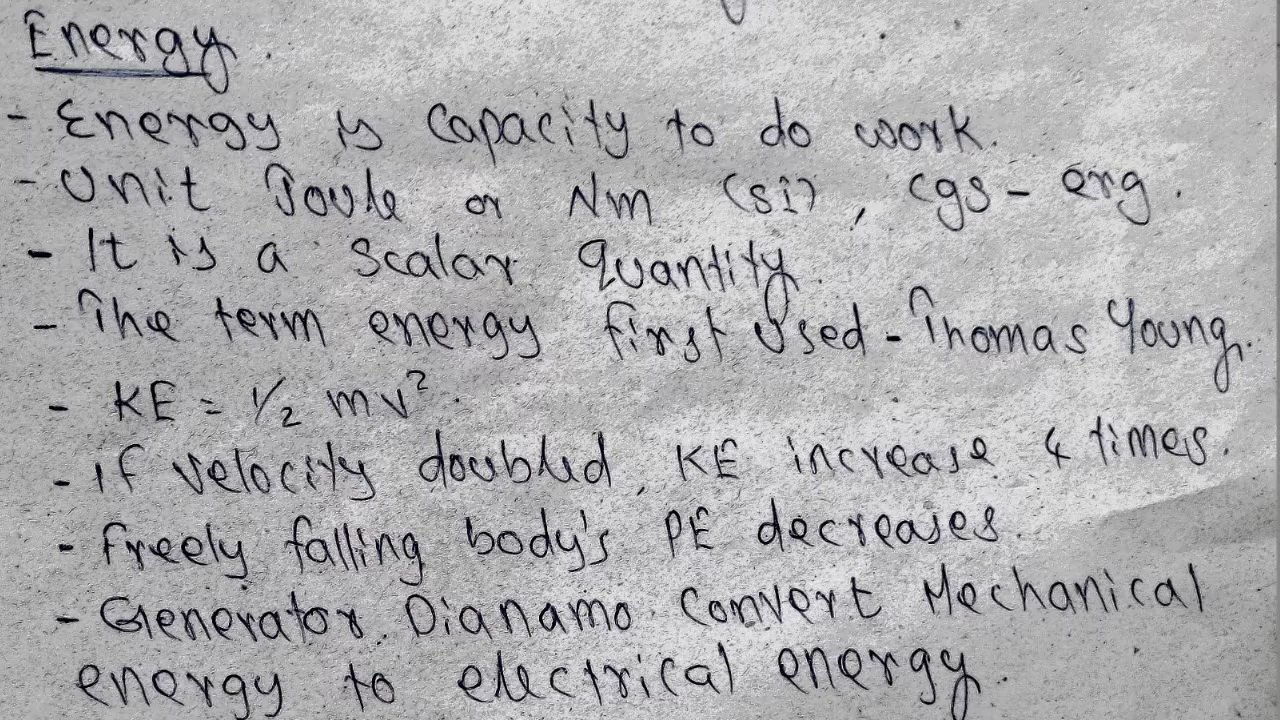 Energy.
- Energy is Capacity to do work.
- Unit Joule or Nm (SI), Cgs - erg.
- It is a scalar quantity.
- The term energy first used - Thomas Young.
- KE = 1/2 mv².
- If velocity doubled, KE increase 4 times.
- Freely falling body's PE decreases.
- Generator. Dianamo Convert Mechanical
energy to electrical energy.